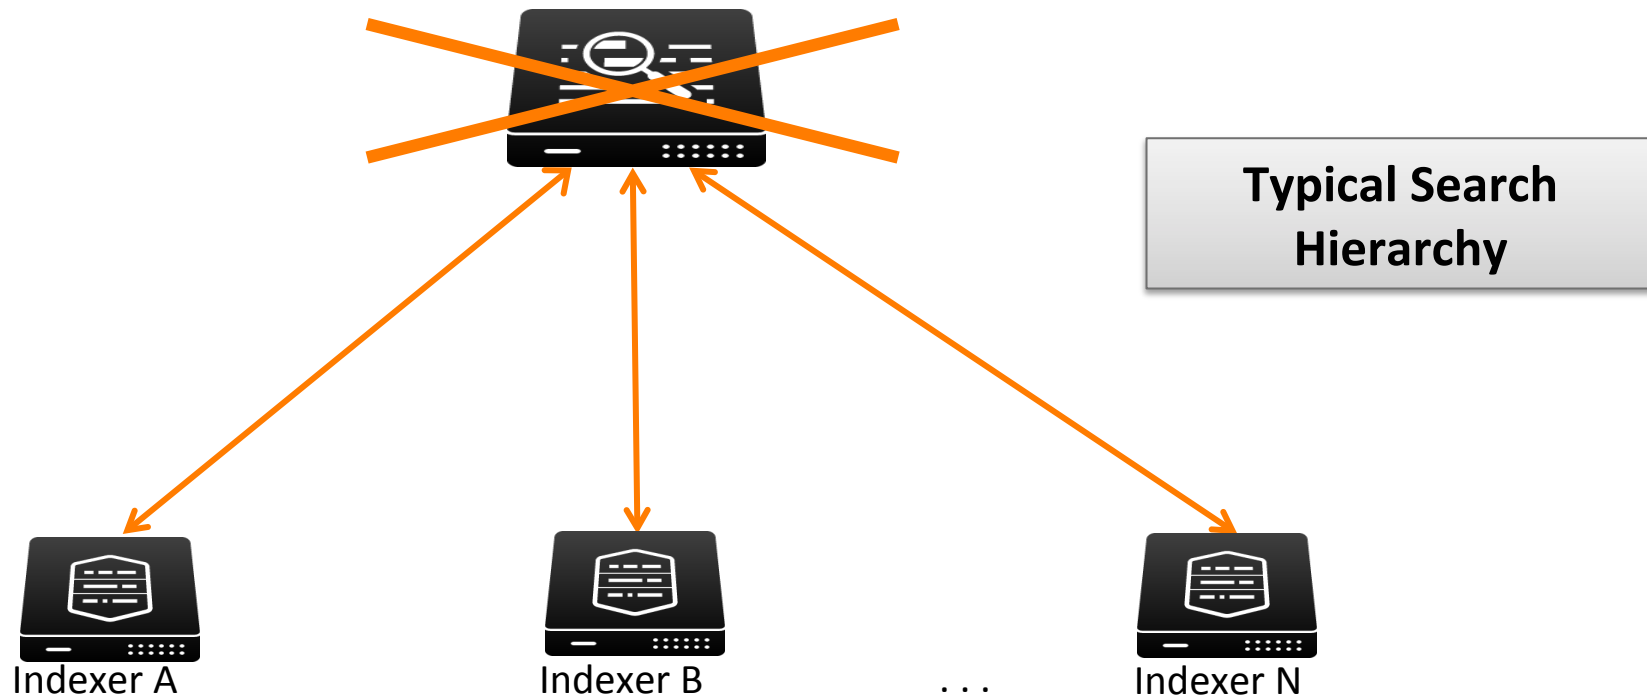 Typical Search
Hierarchy
Indexer A
Indexer B
. . .
Indexer N